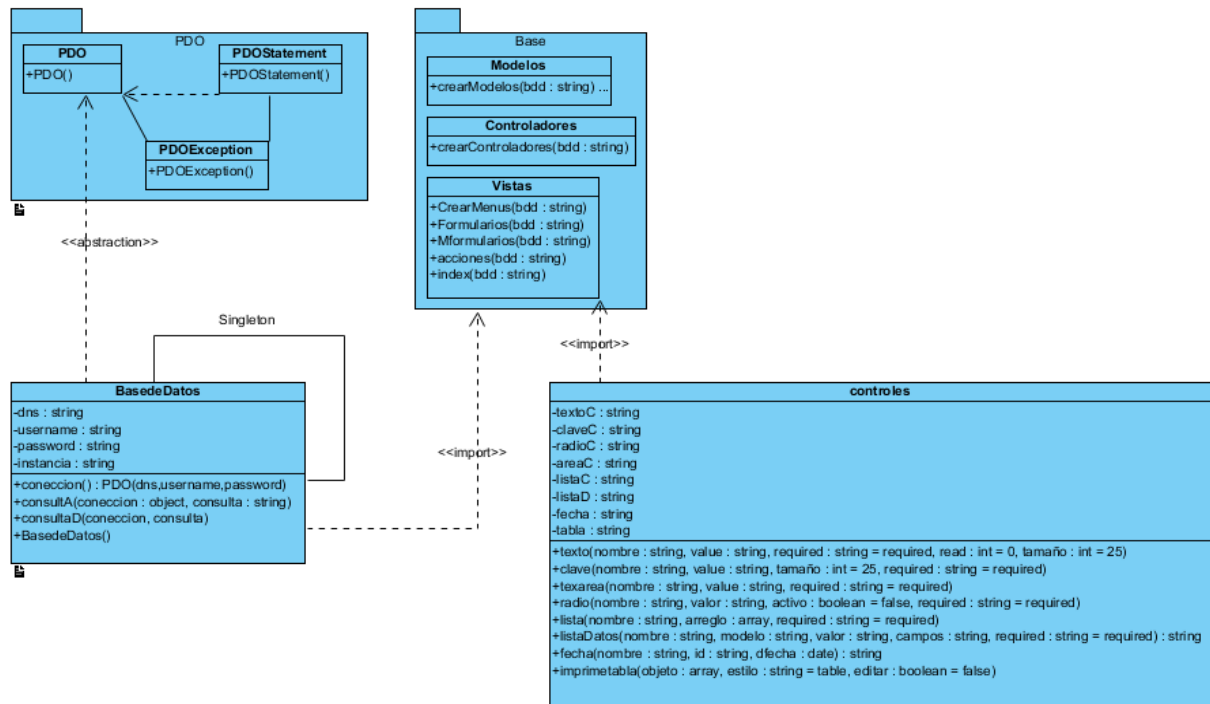 PDO
PDO
+PDO()
PDOStatement
+PDOStatement()
PDOException
+PDOException()
<<abstraction>>
Base
Modelos
+crearModelos(bdd : string) ...
Controladores
+crearControladores(bdd : string)
Vistas
+CrearMenus(bdd : string)
+Formularios(bdd : string)
+Mformularios(bdd : string)
+acciones(bdd : string)
+index(bdd : string)
Singleton
<<import>>
<<import>>
BasedeDatos
-dns : string
-username : string
-password : string
-instancia : string
+coneccion() : PDO(dns,username,password)
+consultA(coneccion : object, consulta : string)
+consultaD(coneccion, consulta)
+BasedeDatos()
controles
-textoC : string
-claveC : string
-radioC : string
-areaC : string
-listaC : string
-listaD : string
-fecha : string
-tabla : string
+texto(nombre : string, value : string, required : string = required, read : int = 0, tamaño : int = 25)
+clave(nombre : string, value : string, tamaño : int = 25, required : string = required)
+texarea(nombre : string, value : string, required : string = required)
+radio(nombre : string, valor : string, activo : boolean = false, required : string = required)
+lista(nombre : string, arreglo : array, required : string = required)
+listaDatos(nombre : string, modelo : string, valor : string, campos : string, required : string = required) : string
+fecha(nombre : string, id : string, dfecha : date) : string
+imprimetabla(objeto : array, estilo : string = table, editar : boolean = false)